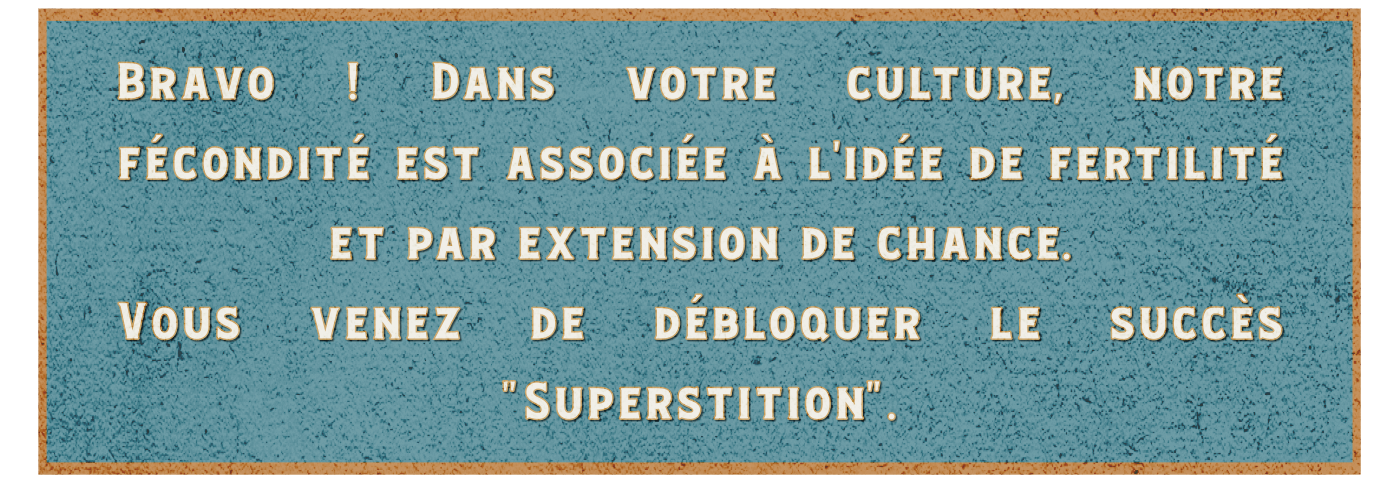 Bravo ! Dans votre culture, notre
fécondité est associée à l'idée de fertilité
et par extension de chance.
Vous venez de débloquer le succès
"Superstition".